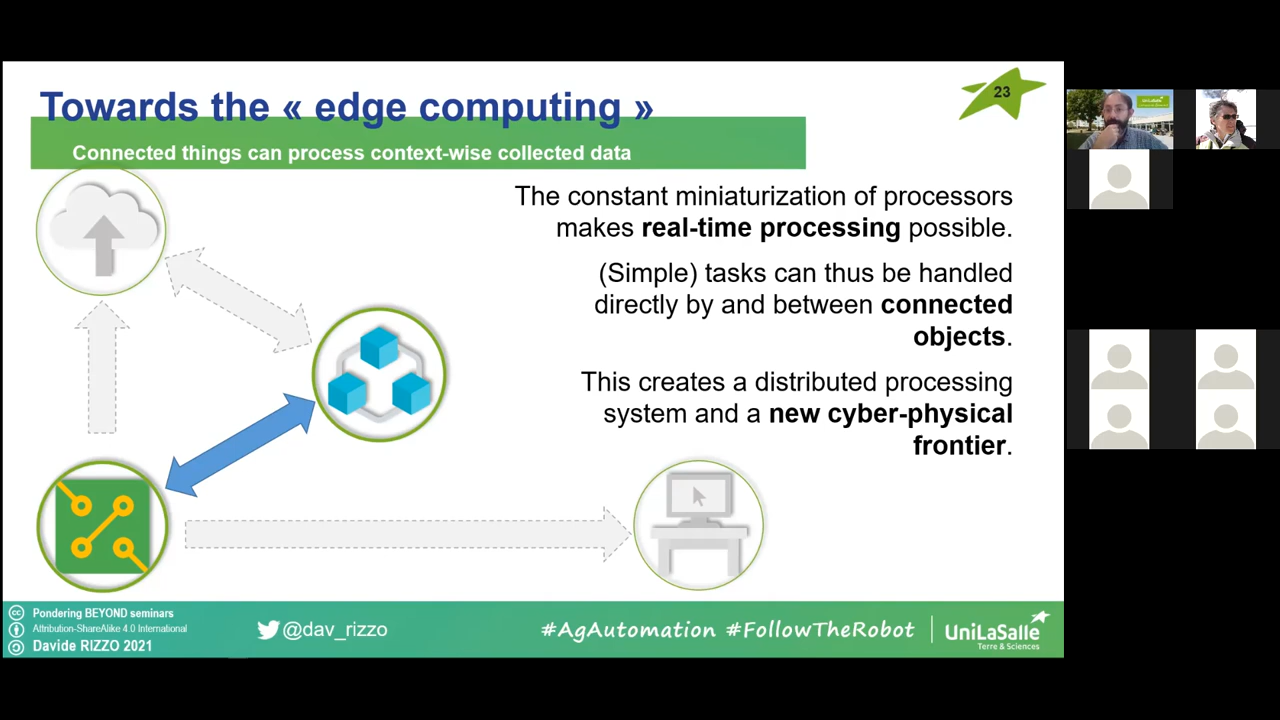 Towards the « edge computing »
23
Connected things can process context-wise collected data
The constant miniaturization of processors
makes real-time processing possible.
(Simple) tasks can thus be handled
directly by and between connected
objects.
This creates a distributed processing
system and a new cyber-physical
frontier.
cc Pondering BEYOND seminars
Attribution-ShareAlike 4.0 International
Davide RIZZO 2021
@dav_rizzo
#AgAutomation #FollowTheRobot
UniLaSalle
Terre & Sciences
UniLaSalle